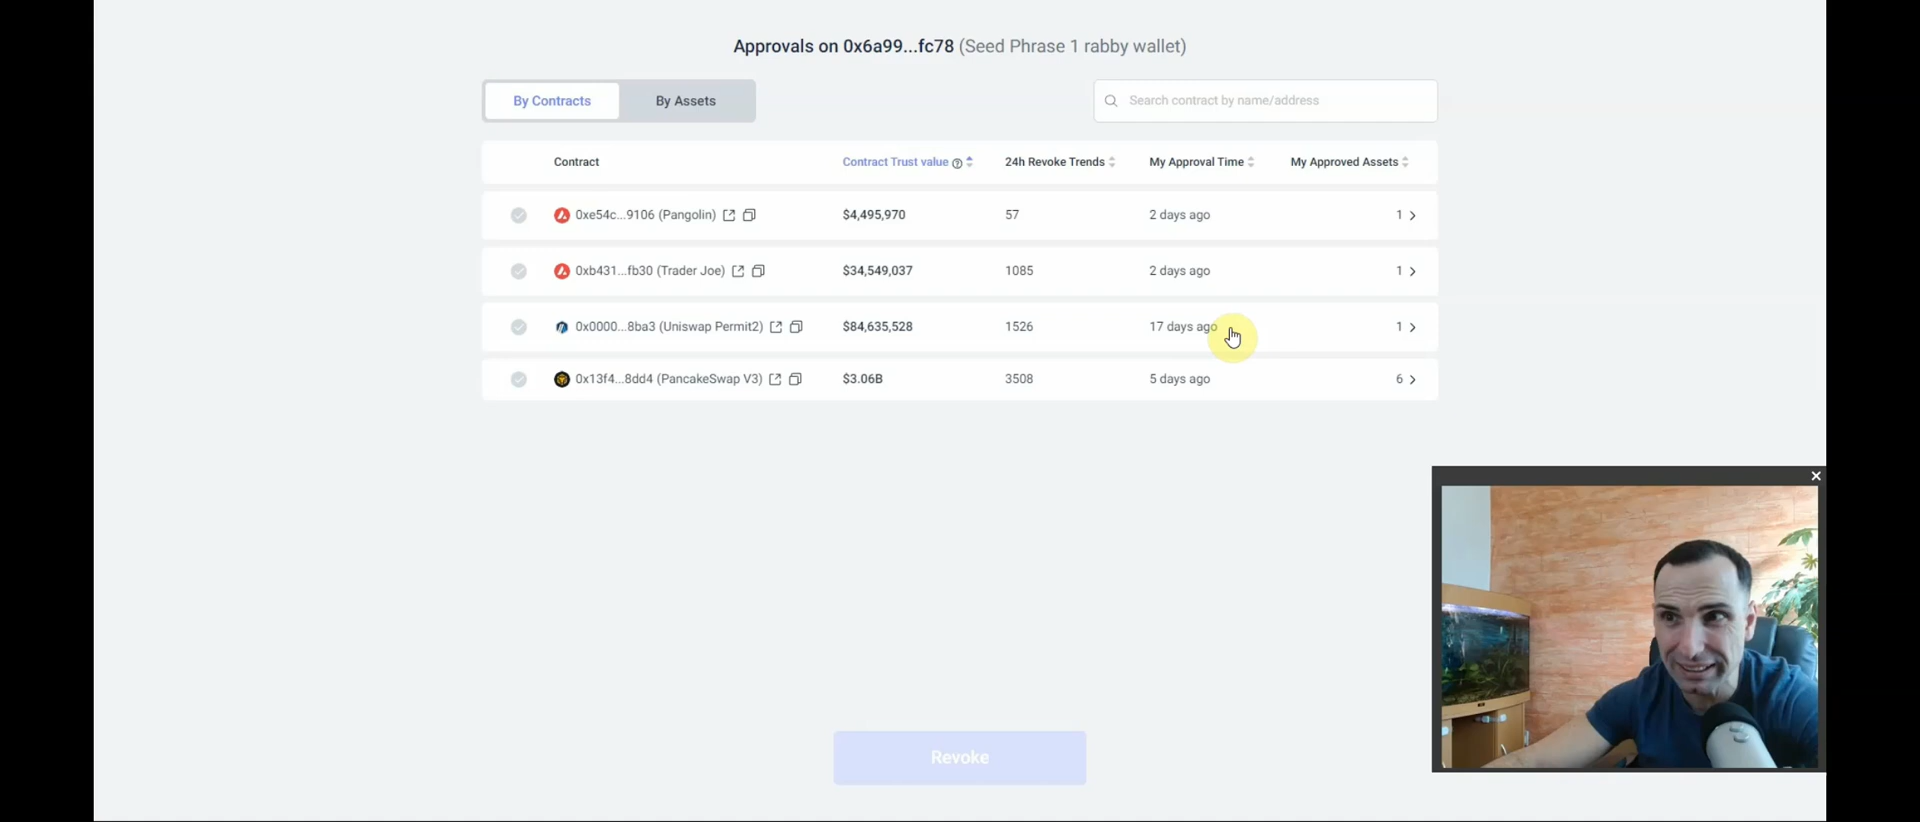 Approvals on 0x6a99...fc78 (Seed Phrase 1 rabby wallet)
By Contracts By Assets Search contract by name/address
Contract Contract Trust value 24h Revoke Trends My Approval Time My Approved Assets
0xe54c...9106 (Pangolin) $4,495,970 57 2 days ago 1
0xb431...fb30 (Trader Joe) $34,549,037 1085 2 days ago 1
0x0000...8ba3 (Uniswap Permit2) $84,635,528 1526 17 days ago 1
0x13f4...8dd4 (PancakeSwap V3) $3.06B 3508 5 days ago 6
Revoke